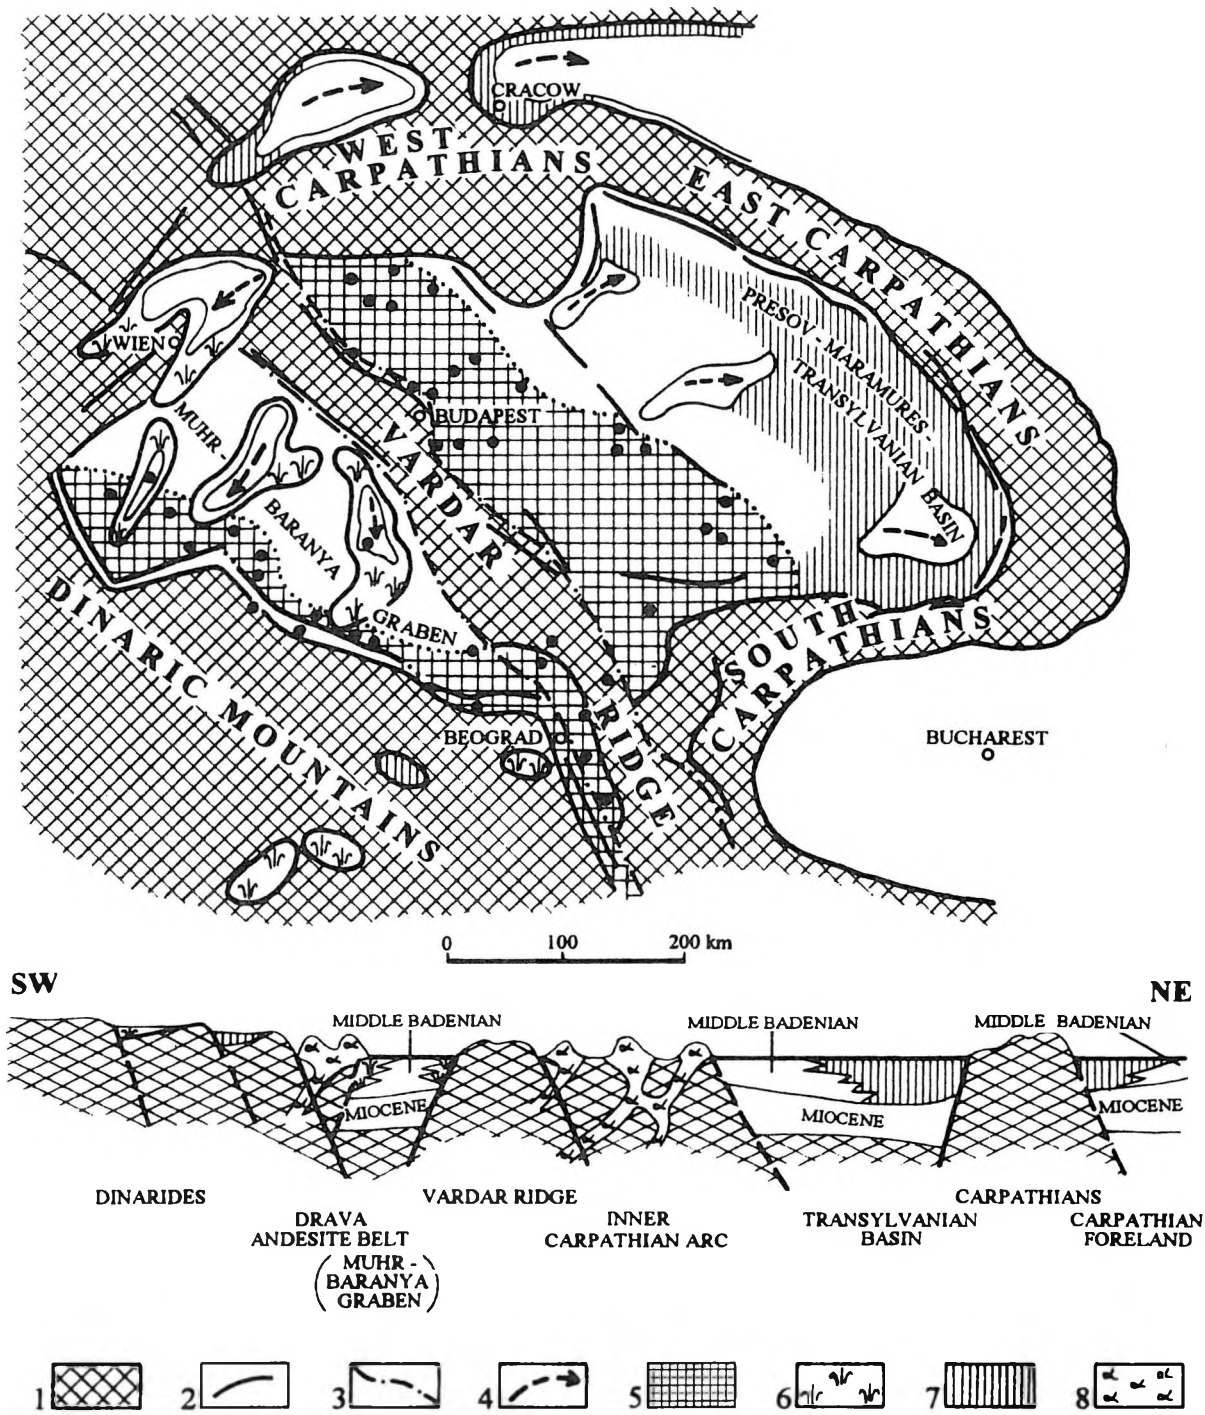 CRACOW
WEST
CARPATHIANS
EAST CARPATHIANS
PRESOV - MARAMURES -
TRANSYLVANIAN BASIN
WIEN
MUHR -
BARANYA
GRABEN
BUDAPEST
VARDAR
RIDGE
DINARIC MOUNTAINS
SOUTH
CARPATHIANS
BEOGRAD
BUCHAREST
0 100 200 km
SW
NE
MIDDLE BADENIAN
MIDDLE BADENIAN
MIDDLE BADENIAN
MIOCENE
MIOCENE
MIOCENE
DINARIDES
VARDAR RIDGE
CARPATHIANS
DRAVA
ANDESITE BELT
(MUHR -
BARANYA
GRABEN)
INNER
CARPATHIAN ARC
TRANSYLVANIAN
BASIN
CARPATHIAN
FORELAND
1 2 3 4 5 6 7 8